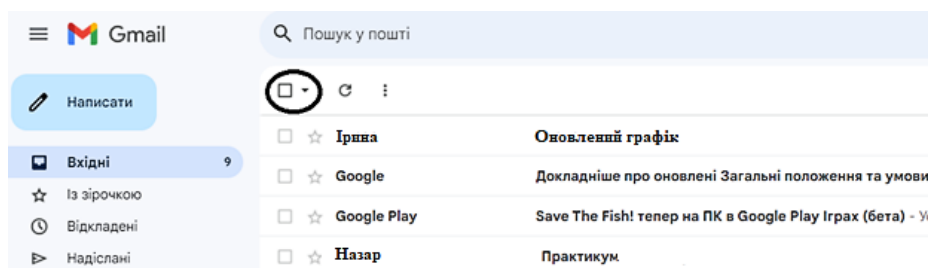 Gmail
Пошук у пошті
Написати
Вхідні 9
Із зірочкою
Відкладені
Надіслані
Ірина Оновлений графік
Google Докладніше про оновлені Загальні положення та умови
Google Play Save The Fish! тепер на ПК в Google Play Іграх (бета) -
Назар Практикум